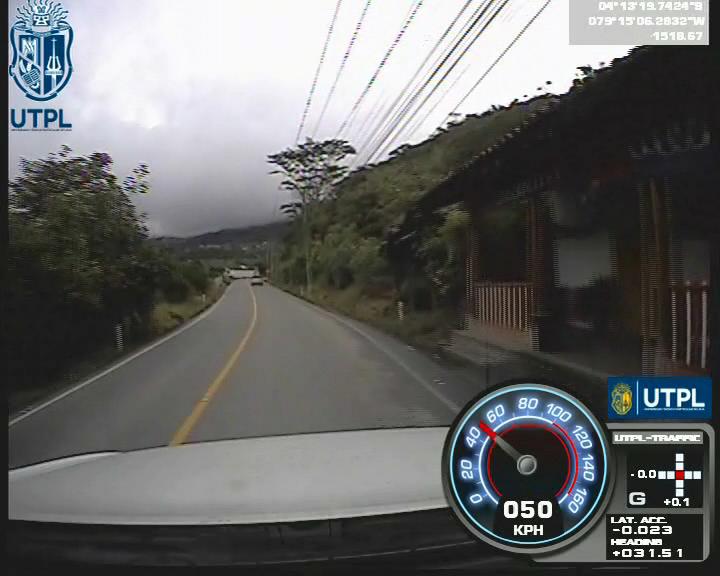 04°13'19.7424"S
079°15'06.2832"W
1518.67
UTPL
UTPL
UTPL-TRAFFIC
0 20 40 60 80 100 120 140 160
050
KPH
-0.0
G
+0.1
LAT. ACC.
-0.023
HEADING
+031.51